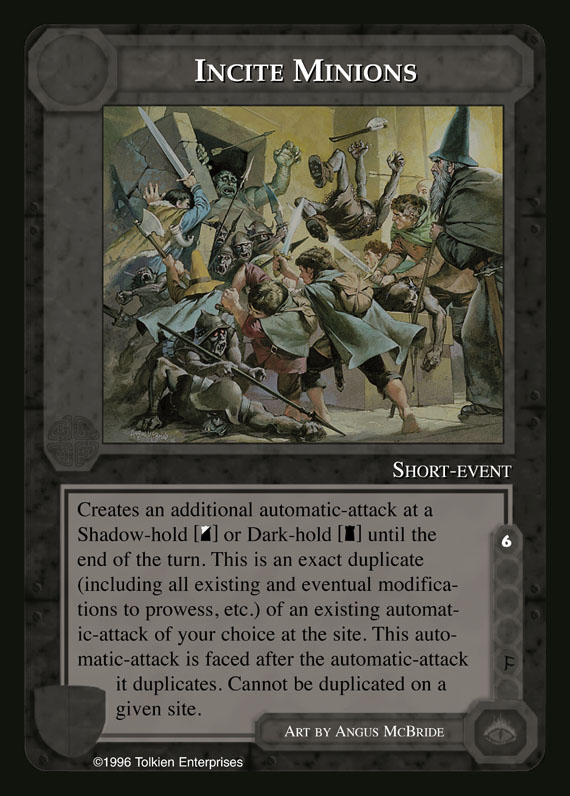 INCITE MINIONS
SHORT-EVENT
Creates an additional automatic-attack at a
Shadow-hold [] or Dark-hold [] until the
end of the turn. This is an exact duplicate
(including all existing and eventual modifica-
tions to prowess, etc.) of an existing automat-
ic-attack of your choice at the site. This auto-
matic-attack is faced after the automatic-attack
it duplicates. Cannot be duplicated on a
given site.
6
ART BY ANGUS MCBRIDE
©1996 Tolkien Enterprises